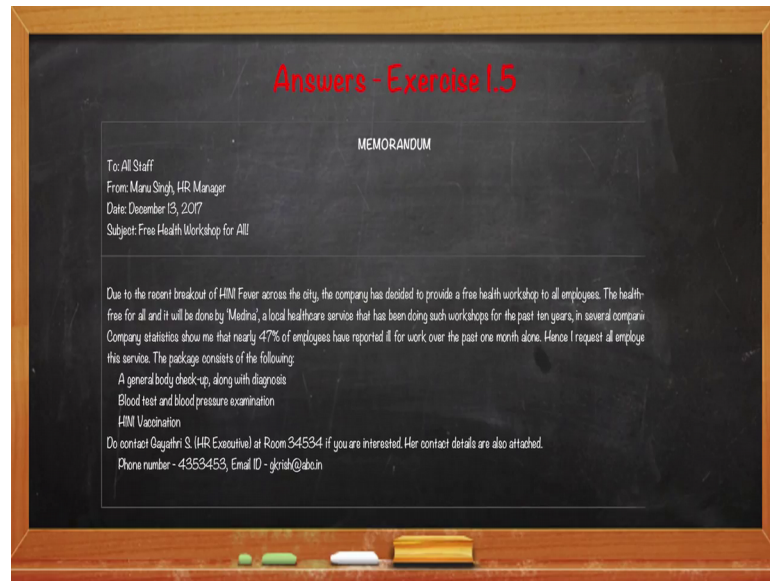 Answers - Exercise 1.5
MEMORANDUM
To: All Staff
From: Manu Singh, HR Manager
Date: December 13, 2017
Subject: Free Health Workshop for All!
Due to the recent breakout of H1N1 Fever across the city, the company has decided to provide a free health workshop to all employees. The health-
free for all and it will be done by 'Medina', a local healthcare service that has been doing such workshops for the past ten years, in several
Company statistics show me that nearly 47% of employees have reported ill for work over the past one month alone. Hence I request all
this service. The package consists of the following:
A general body check-up, along with diagnosis
Blood test and blood pressure examination
H1N1 Vaccination
Do contact Gayathri S. (HR Executive) at Room 34534 if you are interested. Her contact details are also attached.
Phone number - 4353453, Email ID - gkrish@abc.in